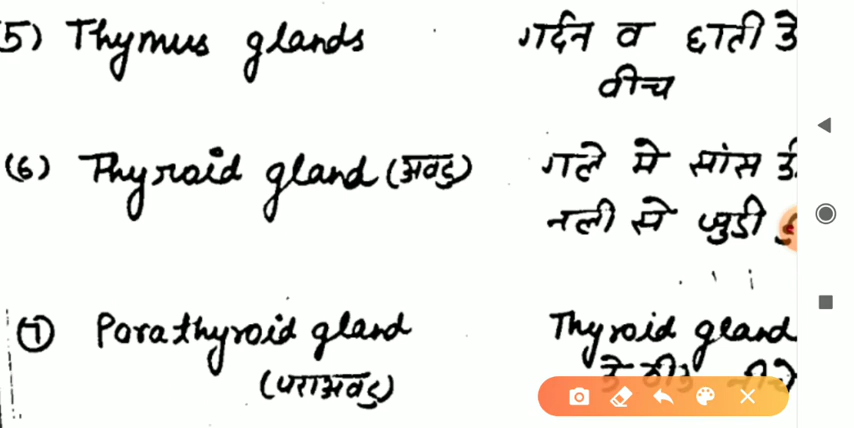 5) Thymus glands गर्दन व छाती के
बीच
(6) Thyroid gland (अवटु) गले मे सांस की
नली से जुडी
(7) Parathyroid gland Thyroid gland
(पराअवटु) के ठीक नीचे